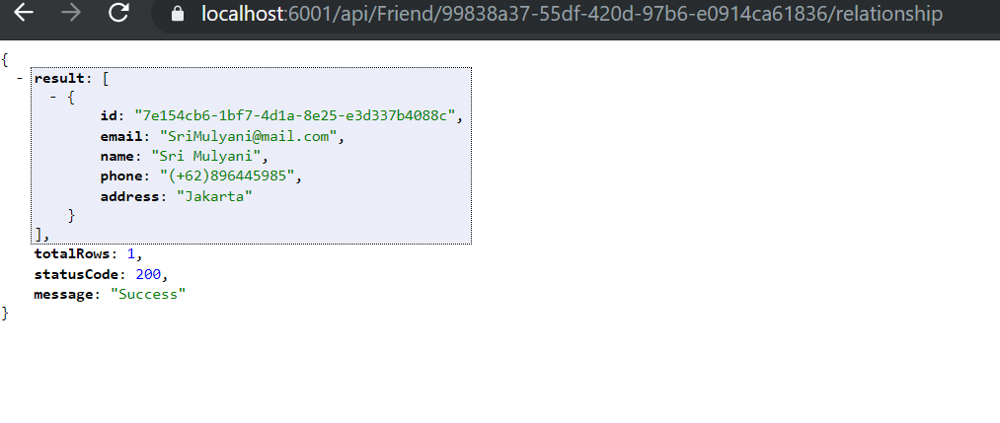 localhost:6001/api/Friend/99838a37-55df-420d-97b6-e0914ca61836/relationship
{
- result: [
- {
id: "7e154cb6-1bf7-4d1a-8e25-e3d337b4088c",
email: "SriMulyani@mail.com",
name: "Sri Mulyani",
phone: "(+62)896445985",
address: "Jakarta"
}
],
totalRows: 1,
statusCode: 200,
message: "Success"
}